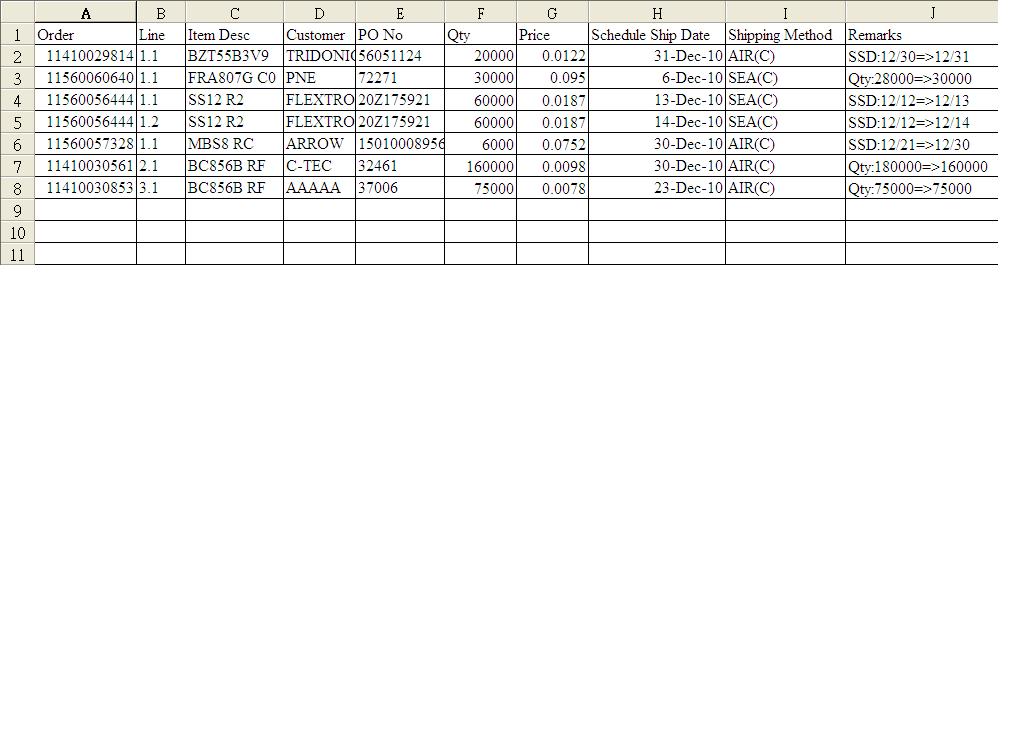 A B C D E F G H I J
1 Order Line Item Desc Customer PO No Qty Price Schedule Ship Date Shipping Method Remarks
2 11410029814 1.1 BZT55B3V9 TRIDONIC 56051124 20000 0.0122 31-Dec-10 AIR(C) SSD:12/30=>12/31
3 11560060640 1.1 FRA807G C0 PNE 72271 30000 0.095 6-Dec-10 SEA(C) Qty:28000=>30000
4 11560056444 1.1 SS12 R2 FLEXTRO 20Z175921 60000 0.0187 13-Dec-10 SEA(C) SSD:12/12=>12/13
5 11560056444 1.2 SS12 R2 FLEXTRO 20Z175921 60000 0.0187 14-Dec-10 SEA(C) SSD:12/12=>12/14
6 11560057328 1.1 MBS8 RC ARROW 15010008956 6000 0.0752 30-Dec-10 AIR(C) SSD:12/21=>12/30
7 11410030561 2.1 BC856B RF C-TEC 32461 160000 0.0098 30-Dec-10 AIR(C) Qty:180000=>160000
8 11410030853 3.1 BC856B RF AAAAA 37006 75000 0.0078 23-Dec-10 AIR(C) Qty:75000=>75000
9
10
11